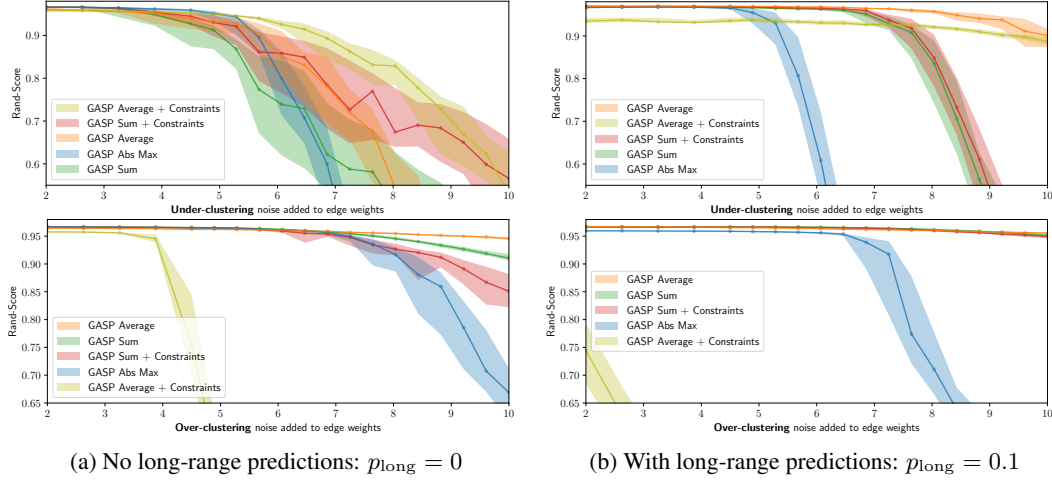 Rand-Score
0.9
0.8
0.7
0.6
GASP Average + Constraints
GASP Sum + Constraints
GASP Average
GASP Abs Max
GASP Sum
2 3 4 5 6 7 8 9 10
Under-clustering noise added to edge weights
Rand-Score
0.9
0.8
0.7
0.6
GASP Average
GASP Average + Constraints
GASP Sum + Constraints
GASP Sum
GASP Abs Max
2 3 4 5 6 7 8 9 10
Under-clustering noise added to edge weights
Rand-Score
0.95
0.90
0.85
0.80
0.75
0.70
0.65
GASP Average
GASP Sum
GASP Sum + Constraints
GASP Abs Max
GASP Average + Constraints
2 3 4 5 6 7 8 9 10
Over-clustering noise added to edge weights
Rand-Score
0.95
0.90
0.85
0.80
0.75
0.70
0.65
GASP Average
GASP Sum
GASP Sum + Constraints
GASP Abs Max
GASP Average + Constraints
2 3 4 5 6 7 8 9 10
Over-clustering noise added to edge weights
(a) No long-range predictions: p_long = 0
(b) With long-range predictions: p_long = 0.1